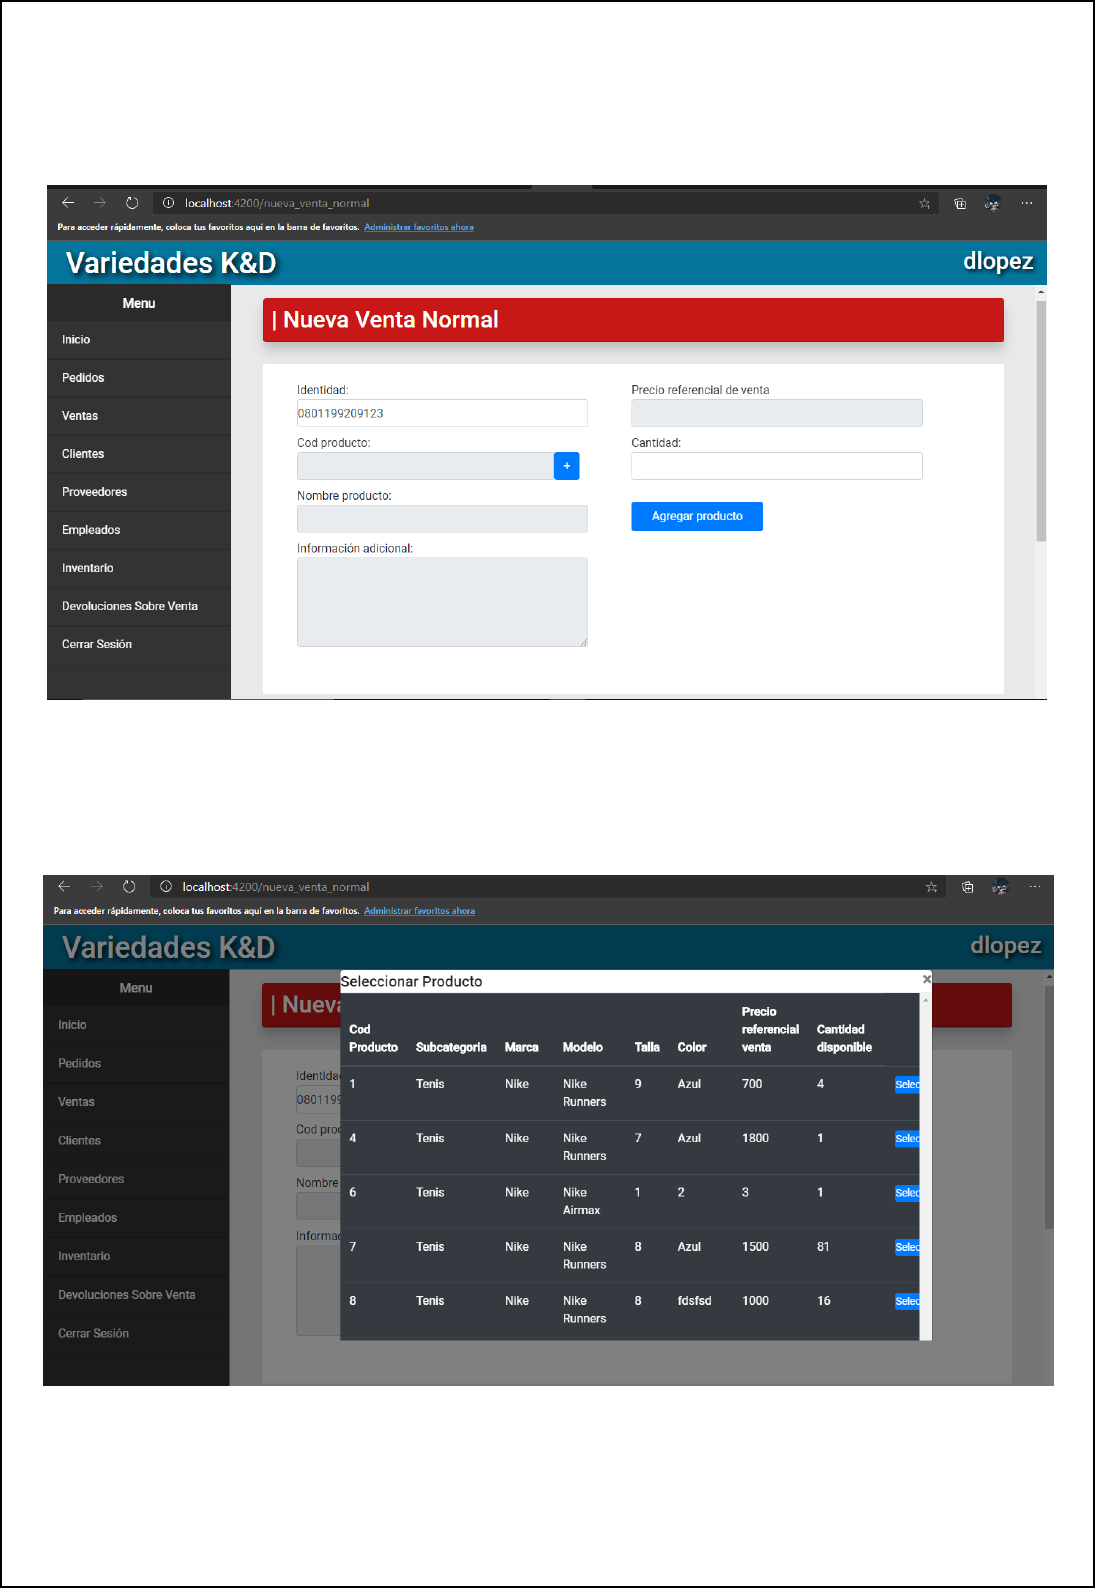 localhost:4200/nueva_venta_normal
Para acceder rápidamente, coloca tus favoritos aquí en la barra de favoritos. Administrar favoritos ahora
Variedades K&D
dlopez
Menu
Inicio
Pedidos
Ventas
Clientes
Proveedores
Empleados
Inventario
Devoluciones Sobre Venta
Cerrar Sesión
| Nueva Venta Normal
Identidad:
0801199209123
Cod producto:
+
Nombre producto:
Información adicional:
Precio referencial de venta
Cantidad:
Agregar producto
localhost:4200/nueva_venta_normal
Para acceder rápidamente, coloca tus favoritos aquí en la barra de favoritos. Administrar favoritos ahora
Variedades K&D
dlopez
Menu
Inicio
Pedidos
Ventas
Clientes
Proveedores
Empleados
Inventario
Devoluciones Sobre Venta
Cerrar Sesión
| Nueva
Identidad
0801199
Cod prod
Nombre
Informac
Seleccionar Producto ×
Cod Producto Subcategoria Marca Modelo Talla Color Precio referencial venta Cantidad disponible
1 Tenis Nike Nike Runners 9 Azul 700 4 Selec
4 Tenis Nike Nike Runners 7 Azul 1800 1 Selec
6 Tenis Nike Nike Airmax 1 2 3 1 Selec
7 Tenis Nike Nike Runners 8 Azul 1500 81 Selec
8 Tenis Nike Nike Runners 8 fdsfsd 1000 16 Selec